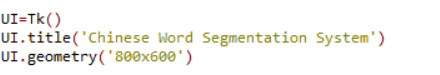 UI=Tk()
UI.title('Chinese Word Segmentation System')
UI.geometry('800x600')